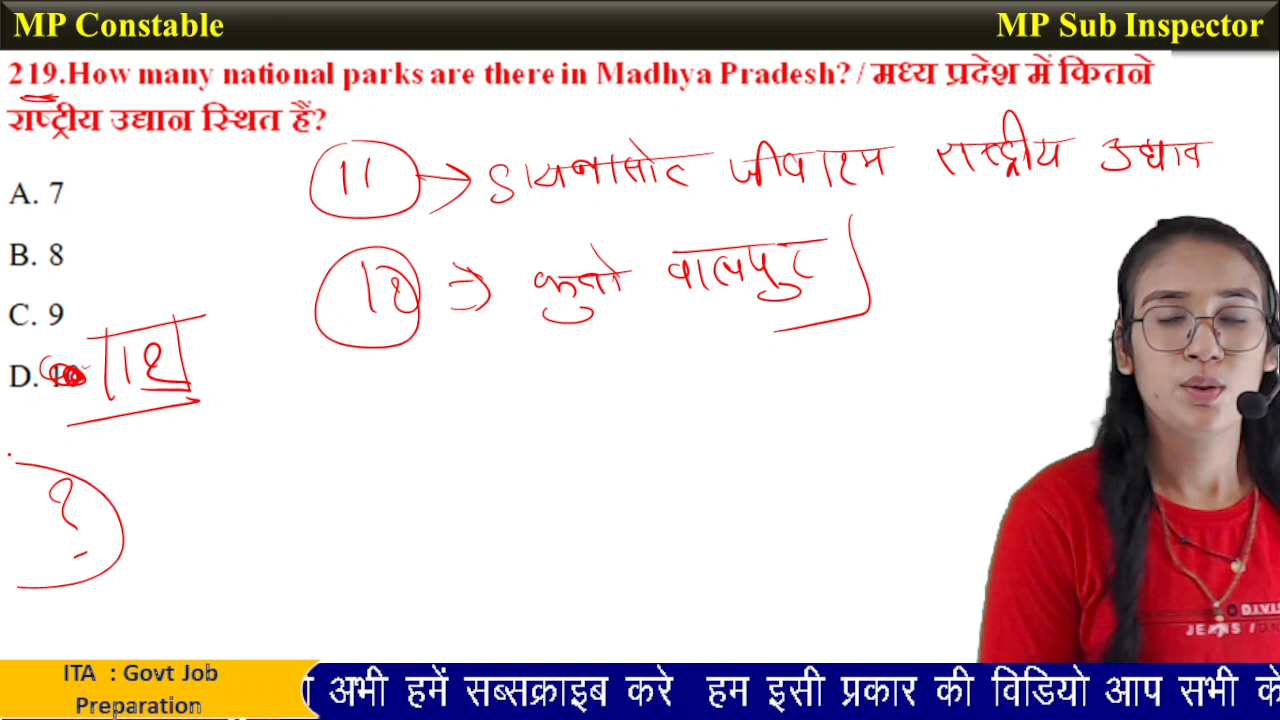 MP Constable
MP Sub Inspector
219.How many national parks are there in Madhya Pradesh? / मध्य प्रदेश में कितने
राष्ट्रीय उद्यान स्थित हैं?
11 → डायनासोर जीवाश्म राष्ट्रीय उद्यान
A. 7
B. 8
12 ⇒ कुनो पालपुर
C. 9
D. 12
?
ITA : Govt Job
Preparation
अभी हमें सब्सक्राइब करे हम इसी प्रकार की विडियो आप सभी के
JEANS